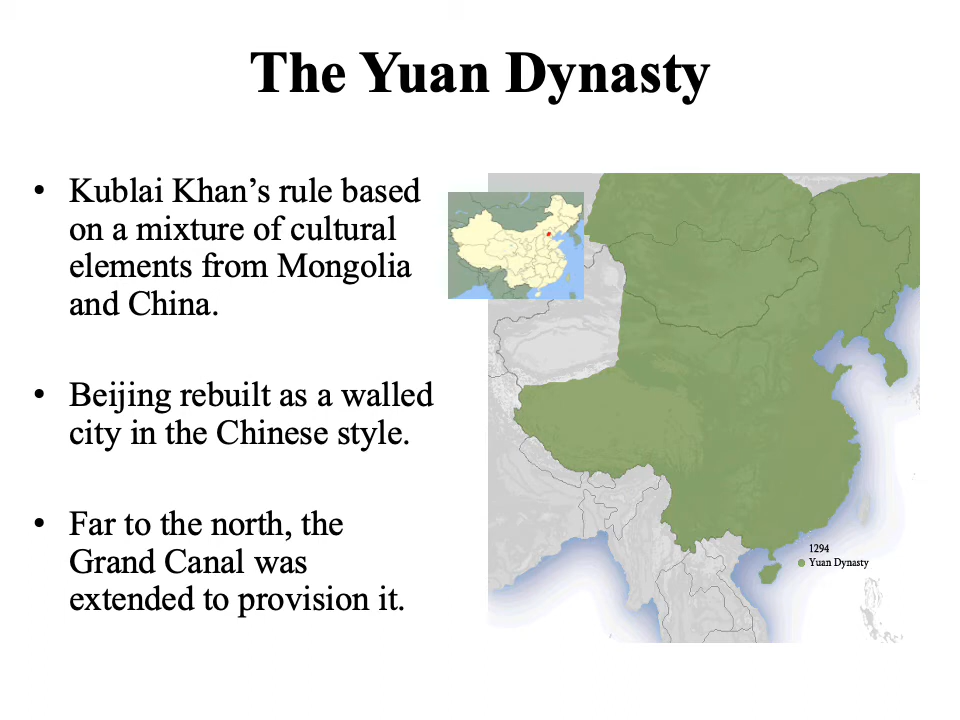 The Yuan Dynasty
• Kublai Khan’s rule based
on a mixture of cultural
elements from Mongolia
and China.
• Beijing rebuilt as a walled
city in the Chinese style.
• Far to the north, the
Grand Canal was
extended to provision it.
1294
Yuan Dynasty